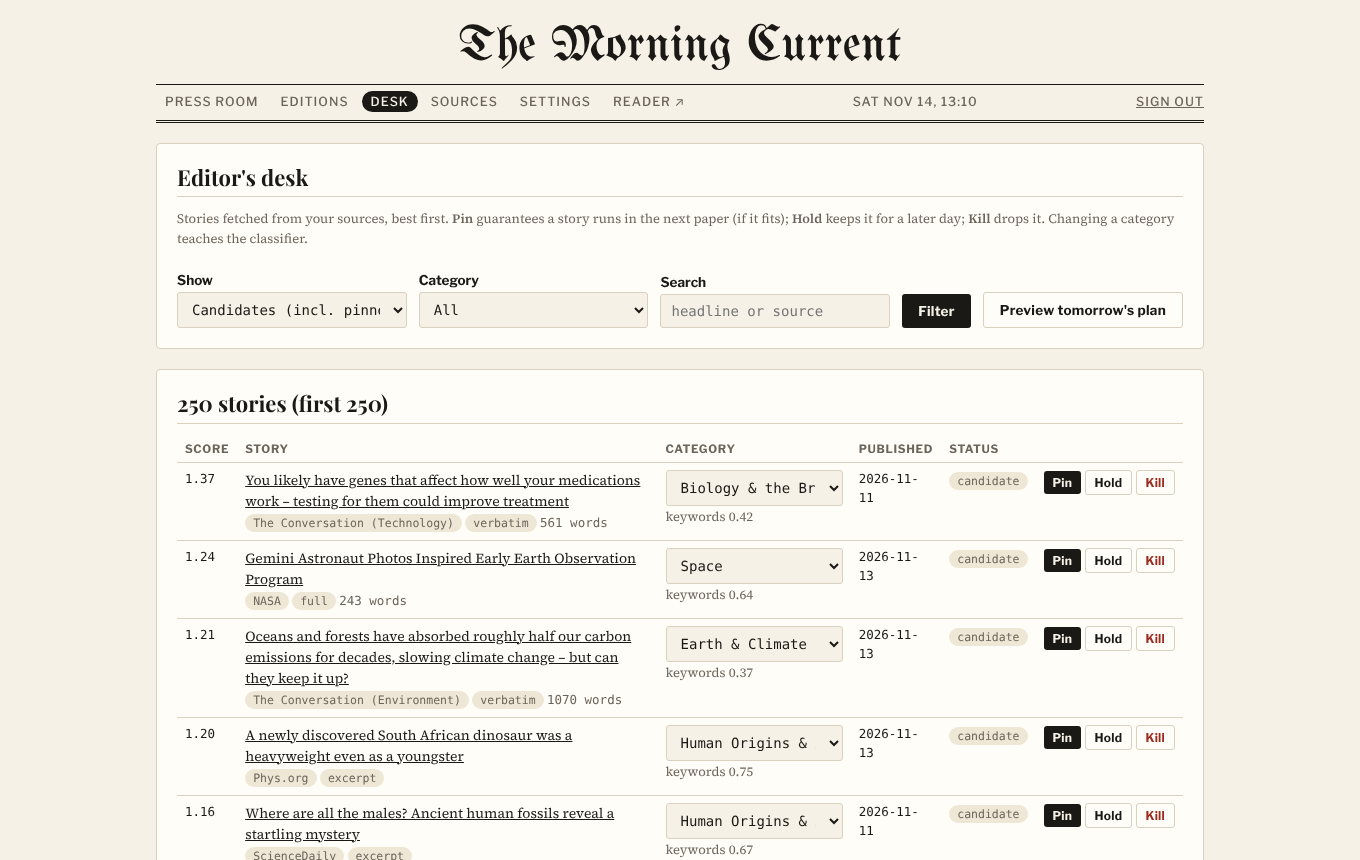 The Morning Current
PRESS ROOM EDITIONS DESK SOURCES SETTINGS READER ↗ SAT NOV 14, 13:10 SIGN OUT
Editor's desk
Stories fetched from your sources, best first. Pin guarantees a story runs in the next paper (if it fits); Hold keeps it for a later day; Kill drops it. Changing a category
teaches the classifier.
Show Category Search
Candidates (incl. pinn All headline or source Filter Preview tomorrow's plan
250 stories (first 250)
SCORE STORY CATEGORY PUBLISHED STATUS
1.37 You likely have genes that affect how well your medications Biology & the Br 2026-11- candidate Pin Hold Kill
work – testing for them could improve treatment 11
The Conversation (Technology) verbatim 561 words keywords 0.42
1.24 Gemini Astronaut Photos Inspired Early Earth Observation Space 2026-11- candidate Pin Hold Kill
Program 13
NASA full 243 words keywords 0.64
1.21 Oceans and forests have absorbed roughly half our carbon Earth & Climate 2026-11- candidate Pin Hold Kill
emissions for decades, slowing climate change – but can 13
they keep it up? keywords 0.37
The Conversation (Environment) verbatim 1070 words
1.20 A newly discovered South African dinosaur was a Human Origins & 2026-11- candidate Pin Hold Kill
heavyweight even as a youngster 13
Phys.org excerpt keywords 0.75
1.16 Where are all the males? Ancient human fossils reveal a Human Origins & 2026-11- candidate Pin Hold Kill
startling mystery 11
ScienceDaily excerpt keywords 0.67